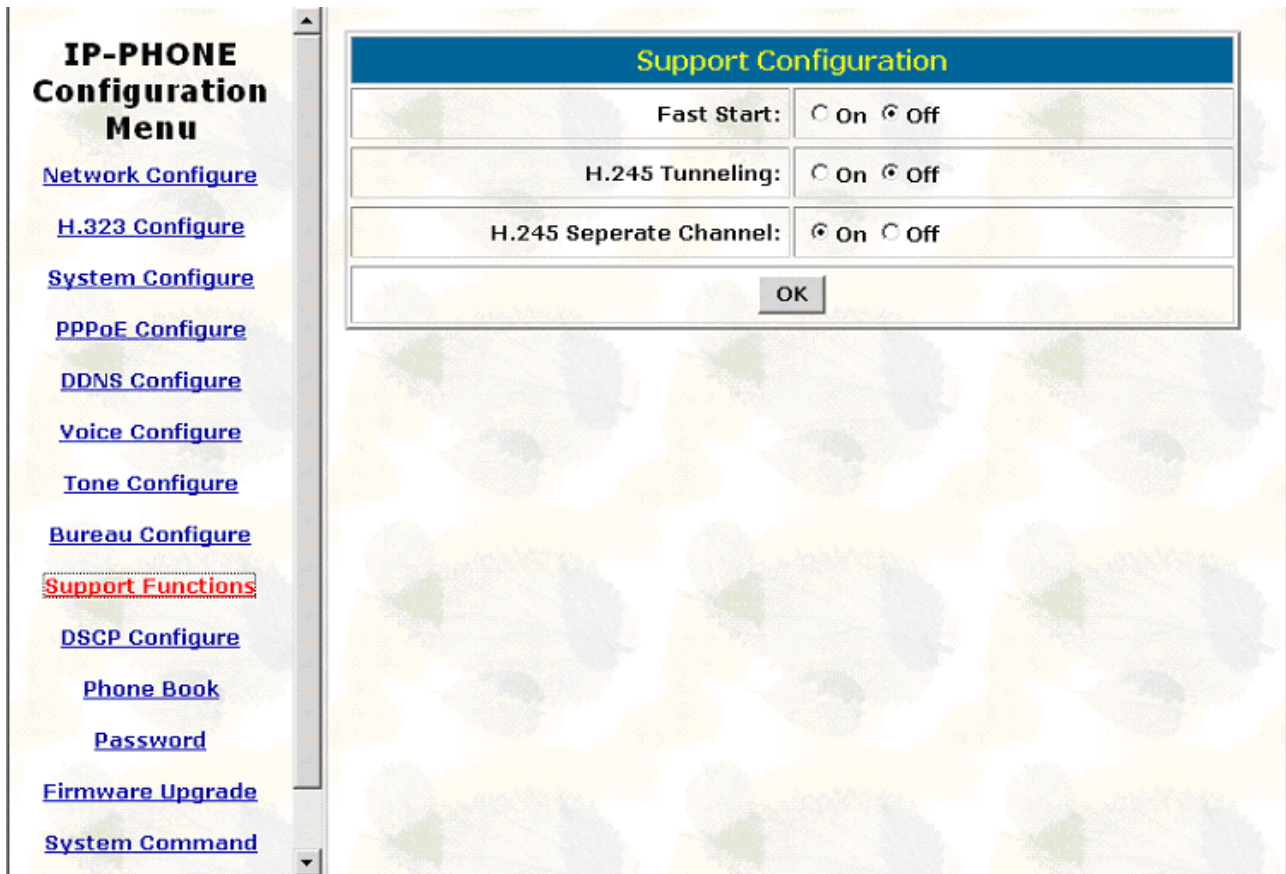 IP-PHONE
Configuration
Menu
Network Configure
H.323 Configure
System Configure
PPPoE Configure
DDNS Configure
Voice Configure
Tone Configure
Bureau Configure
Support Functions
DSCP Configure
Phone Book
Password
Firmware Upgrade
System Command
Support Configuration
Fast Start: On Off
H.245 Tunneling: On Off
H.245 Seperate Channel: On Off
OK